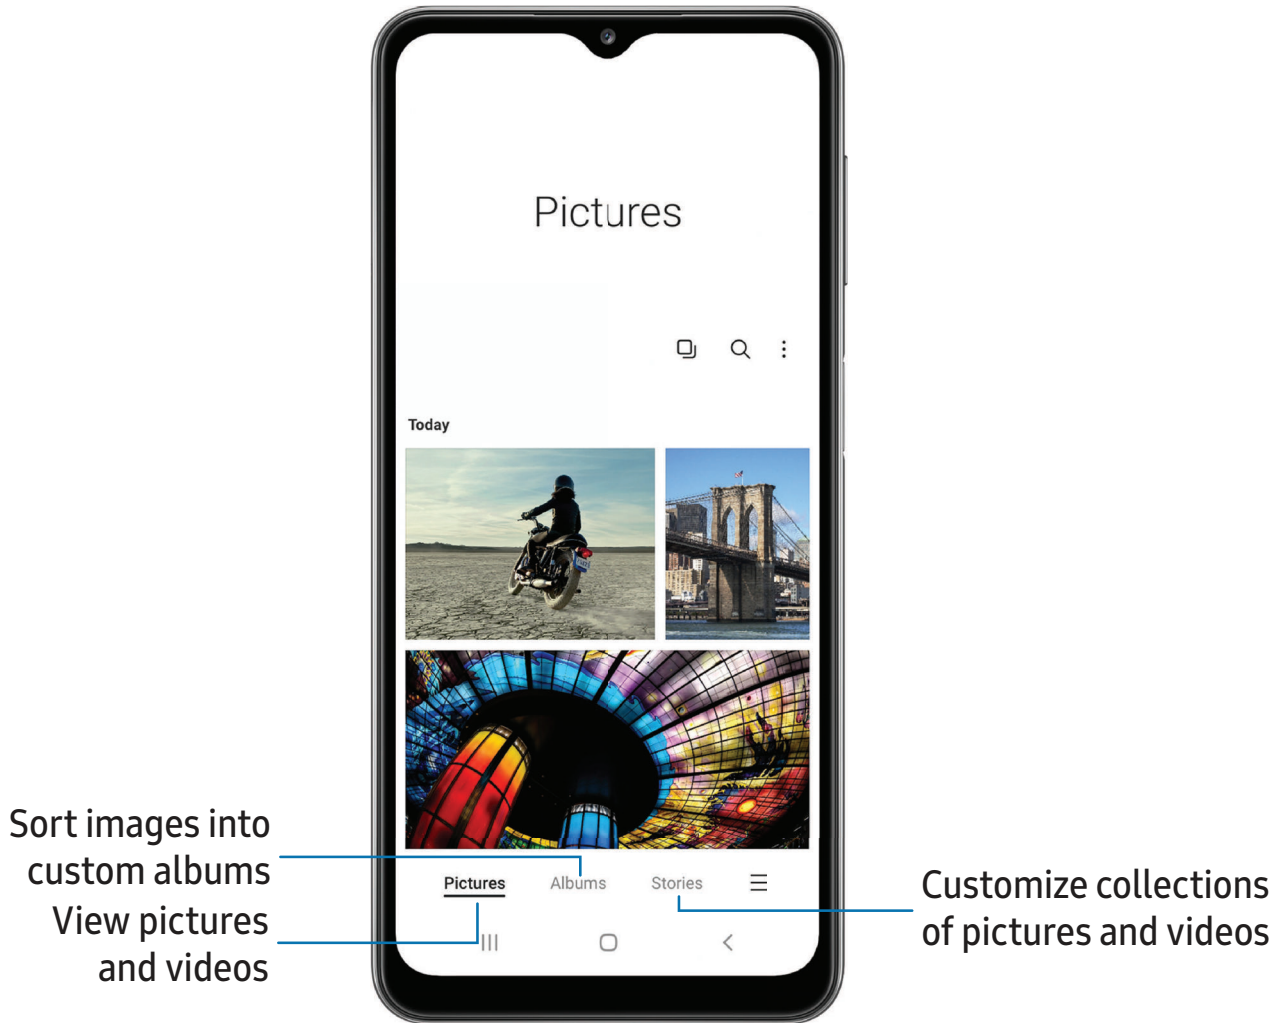 Pictures
Today
Sort images into
custom albums
View pictures
and videos
Pictures Albums Stories
Customize collections
of pictures and videos